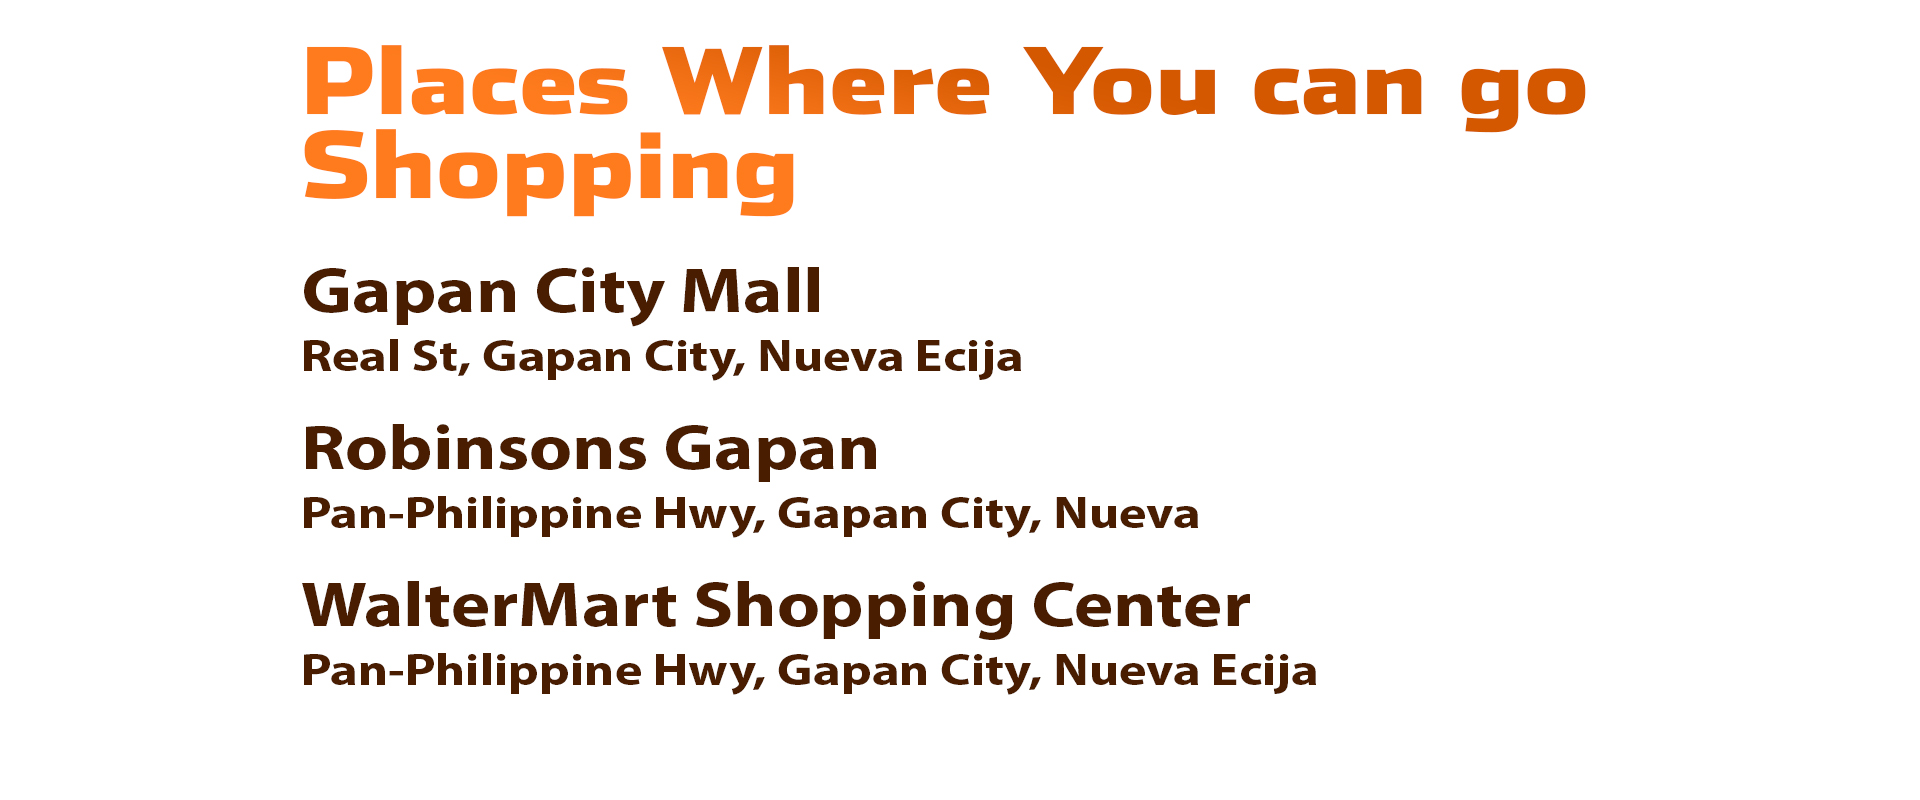 Places Where You can go
Shopping
Gapan City Mall
Real St, Gapan City, Nueva Ecija
Robinsons Gapan
Pan-Philippine Hwy, Gapan City, Nueva
WalterMart Shopping Center
Pan-Philippine Hwy, Gapan City, Nueva Ecija